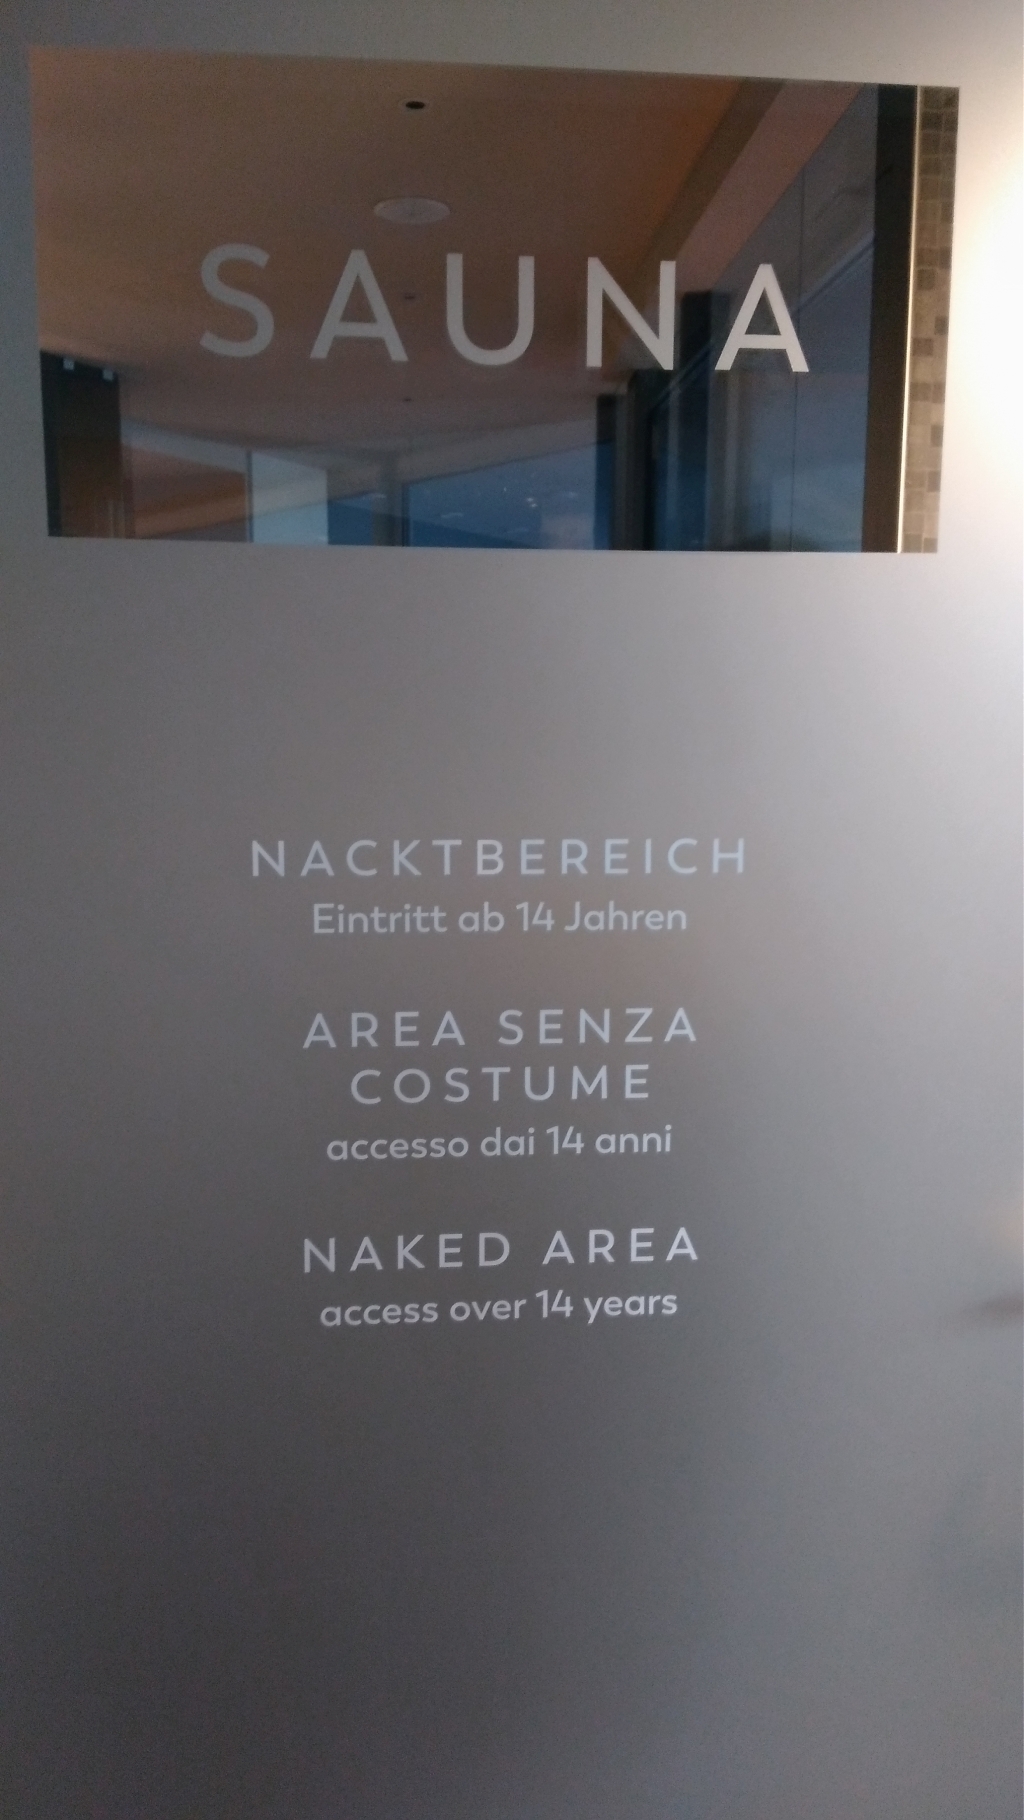 SAUNA
NACKTBEREICH
Eintritt ab 14 Jahren
AREA SENZA
COSTUME
accesso dai 14 anni
NAKED AREA
access over 14 years